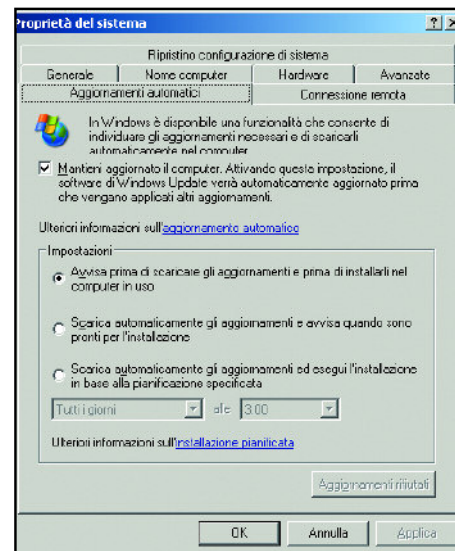 Proprietà del sistema
Ripristino configurazione di sistema
Generale Nome computer Hardware Avanzate
Aggiornamenti automatici Connessione remota
In Windows è disponibile una funzionalità che consente di
individuare gli aggiornamenti necessari e di scaricarli
automaticamente nel computer
Mantieni aggiornato il computer. Attivando questa impostazione, il
software di Windows Update verrà automaticamente aggiornato prima
che vengano applicati altri aggiornamenti.
Ulteriori informazioni sull'aggiornamento automatico
Impostazioni
Avvisa prima di scaricare gli aggiornamenti e prima di installarli nel
computer in uso
Scarica automaticamente gli aggiornamenti e avvisa quando sono
pronti per l'installazione
Scarica automaticamente gli aggiornamenti ed esegui l'installazione
in base alla pianificazione specificata
Tutti i giorni alle 3.00
Ulteriori informazioni sull'installazione pianificata
Aggiornamenti rifiutati
OK Annulla Applica